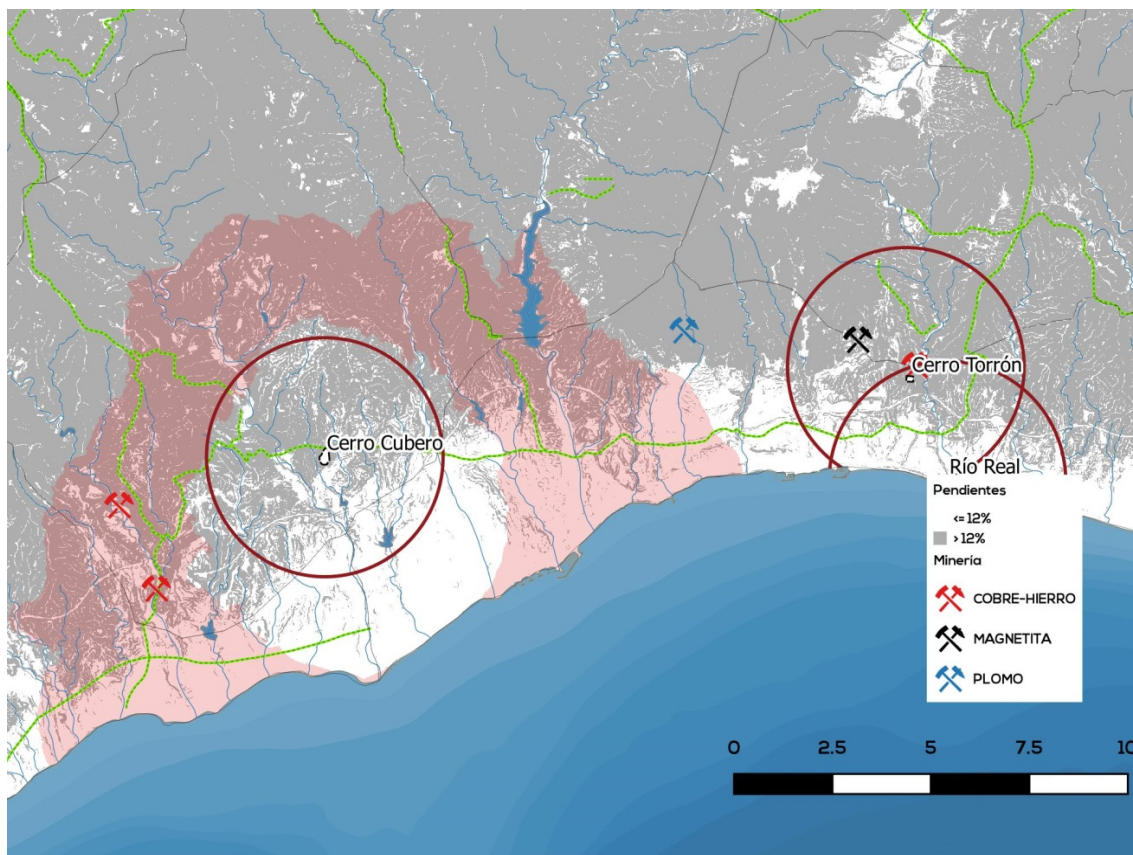 Cerro Torrón
Cerro Cubero
Río Real
Pendientes
<= 12%
> 12%
Minería
COBRE-HIERRO
MAGNETITA
PLOMO
0 2.5 5 7.5 10